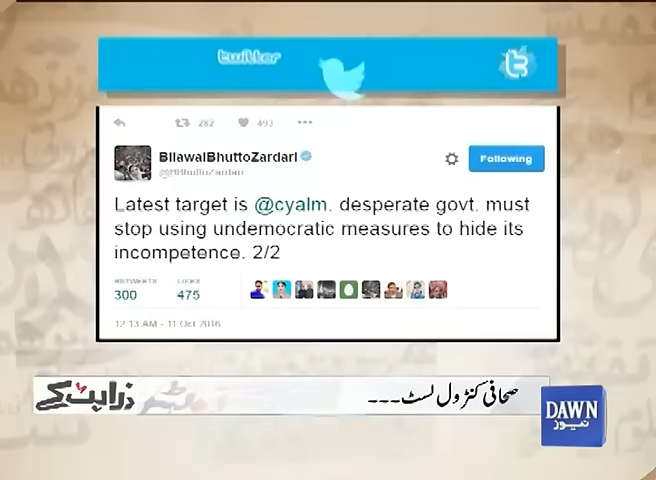 twitter
282 493
BilawalBhuttoZardari
@BBhuttoZardari
Following
Latest target is @cyalm. desperate govt. must
stop using undemocratic measures to hide its
incompetence. 2/2
RETWEETS LIKES
300 475
12:13 AM - 11 Oct 2016
صحافی کنٹرول لسٹ...
ذرا ہٹ کے
DAWN
نیوز